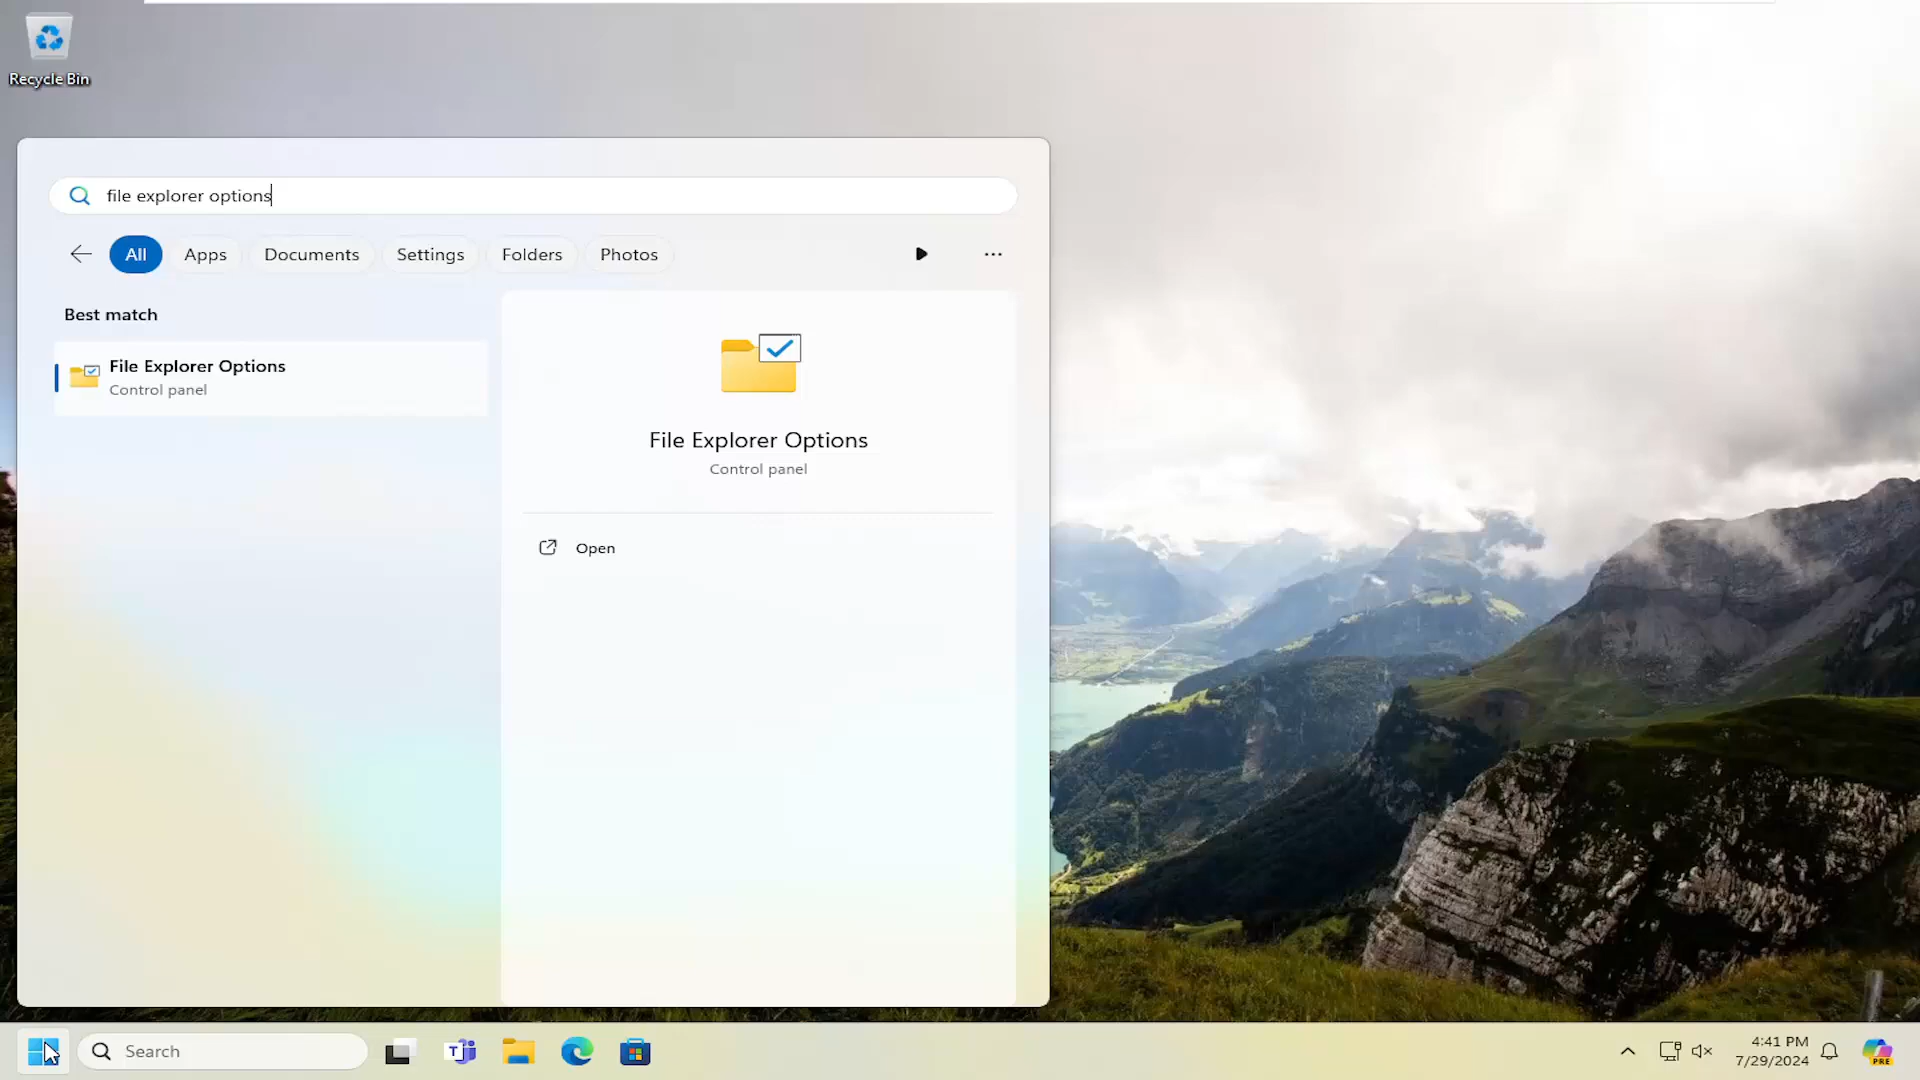 Recycle Bin
file explorer options
All
Apps
Documents
Settings
Folders
Photos
Best match
File Explorer Options
Control panel
File Explorer Options
Control panel
Open
Search
T
4:41 PM
7/29/2024
PRE